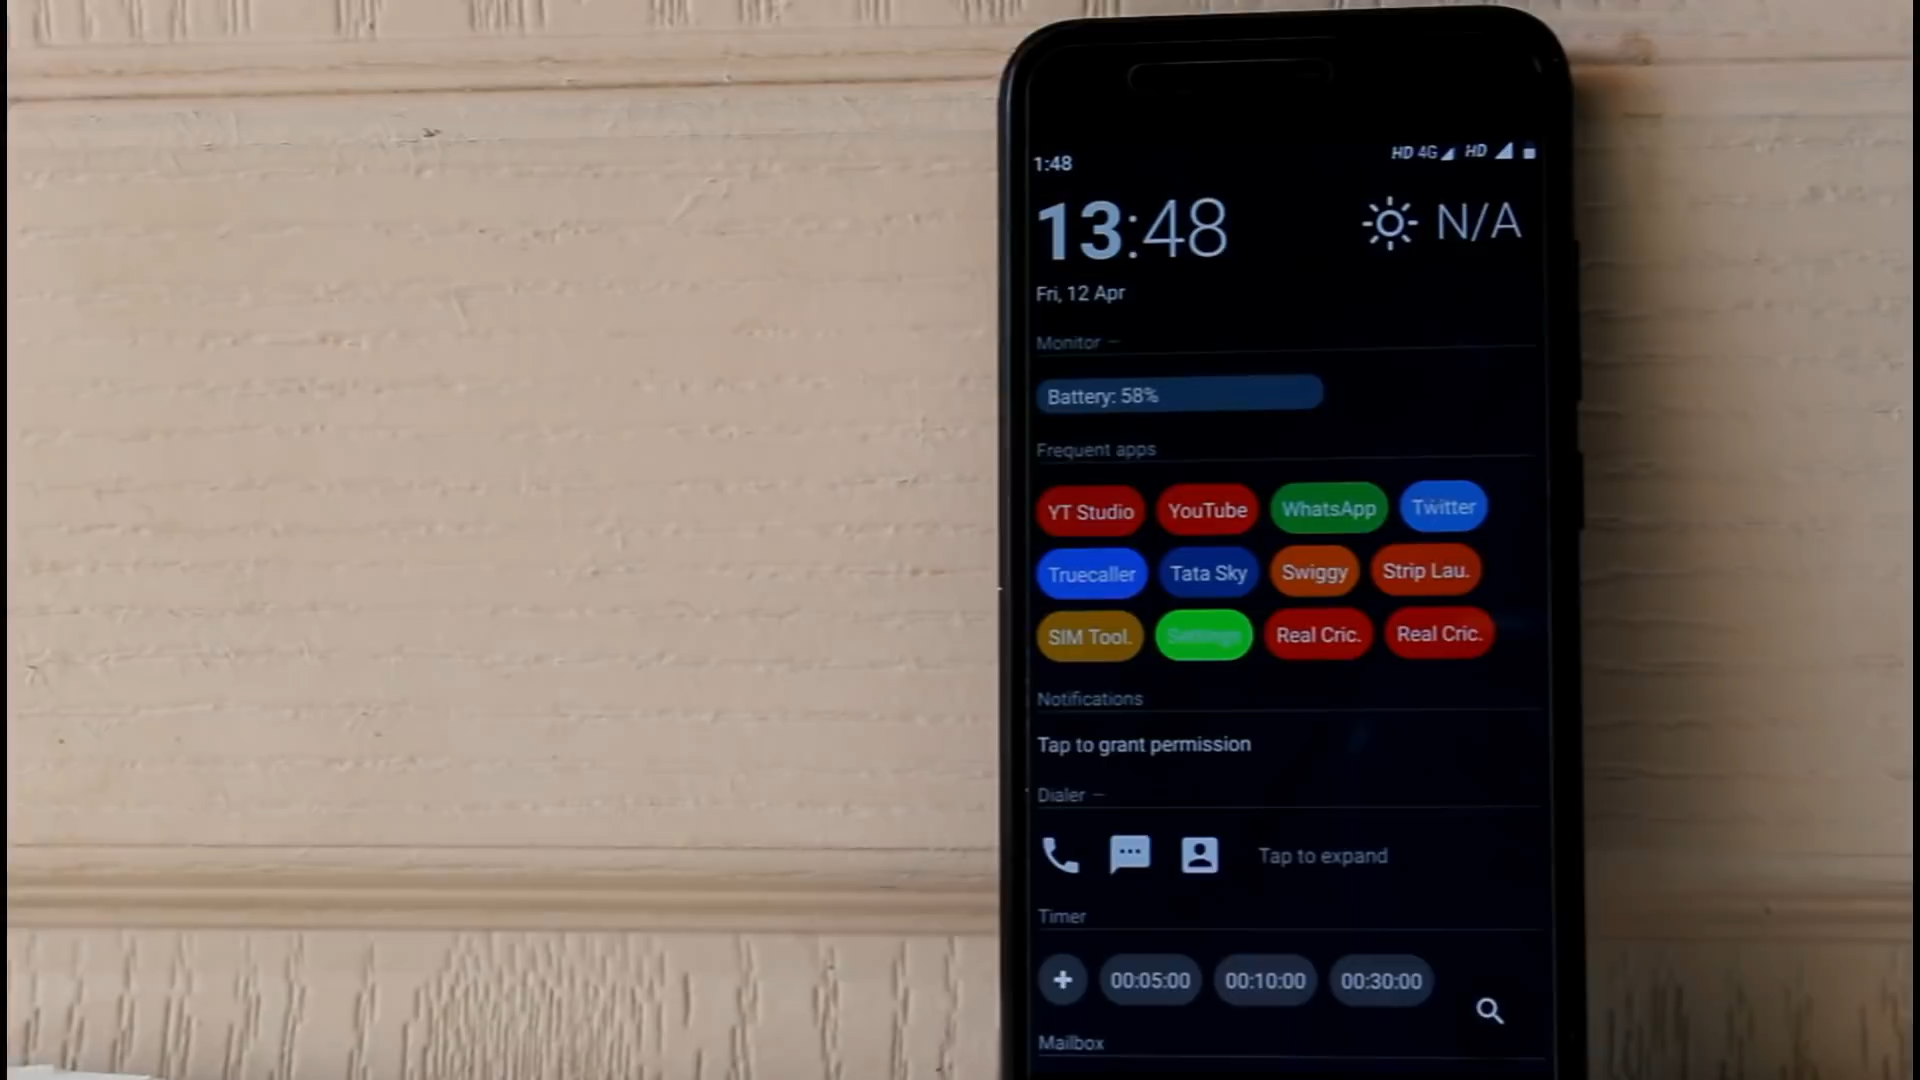 1:48
HD 4G HD
13:48
N/A
Fri, 12 Apr
Monitor –
Battery: 58%
Frequent apps
YT Studio YouTube WhatsApp Twitter
Truecaller Tata Sky Swiggy Strip Lau.
SIM Tool. Settings Real Cric. Real Cric.
Notifications
Tap to grant permission
Dialer –
Tap to expand
Timer
+ 00:05:00 00:10:00 00:30:00
Mailbox